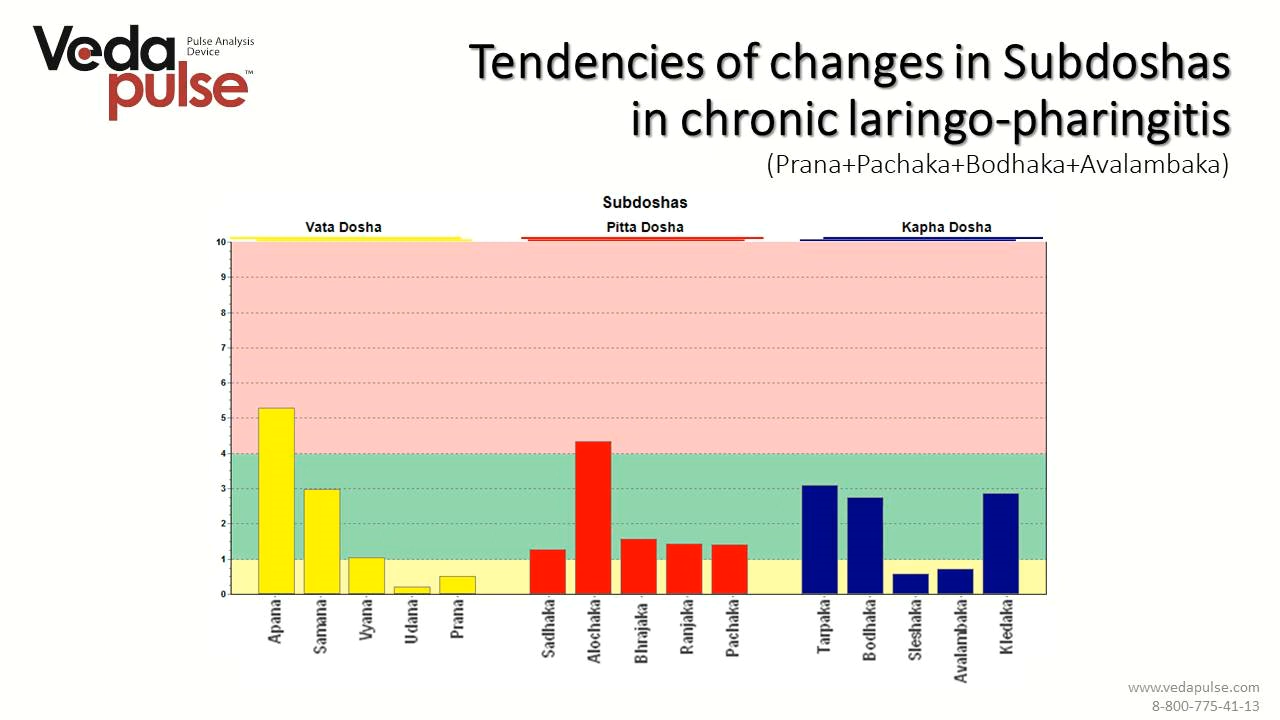 Veda
pulse™
Pulse Analysis
Device
Tendencies of changes in Subdoshas
in chronic laringo-pharingitis
(Prana+Pachaka+Bodhaka+Avalambaka)
Subdoshas
Vata Dosha
Pitta Dosha
Kapha Dosha
10
9
8
7
6
5
4
3
2
1
0
Apana
Samana
Vyana
Udana
Prana
Sadhaka
Alochaka
Bhrajaka
Ranjaka
Pachaka
Tarpaka
Bodhaka
Sleshaka
Avalambaka
Kledaka
www.vedapulse.com
8-800-775-41-13